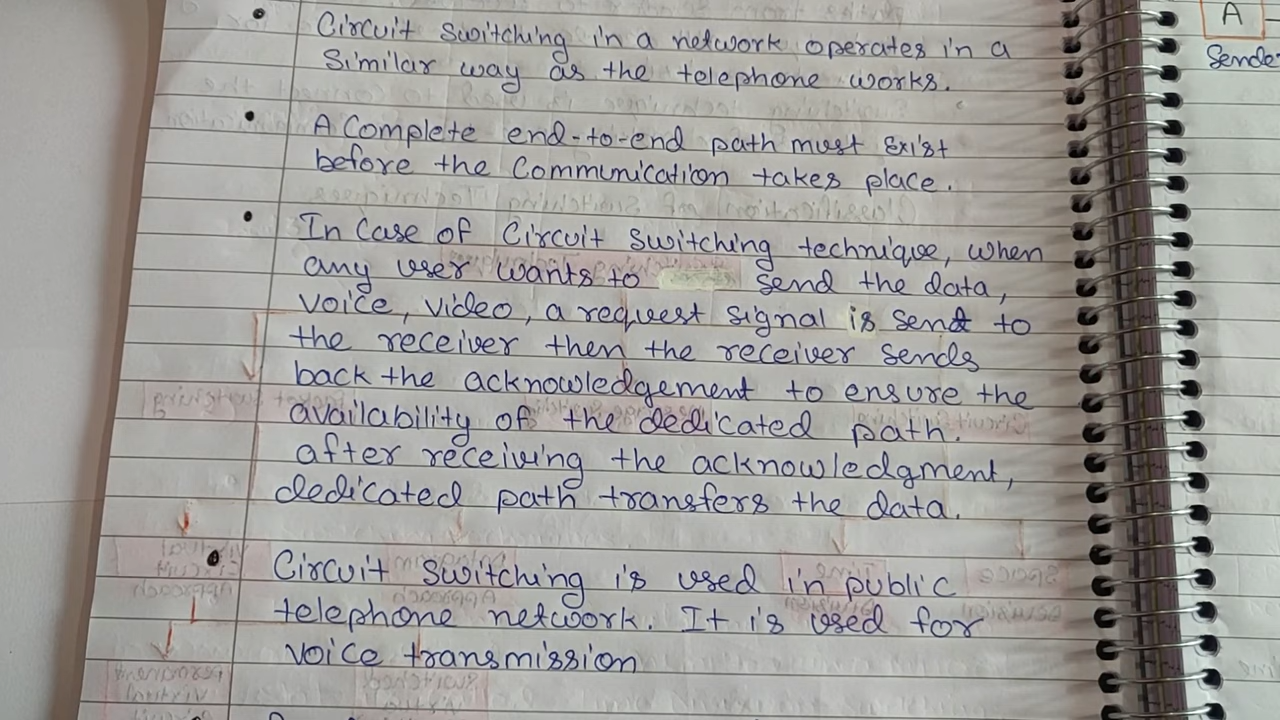 Circuit Switching in a network operates in a
Similar way as the telephone works.
A Complete end-to-end path must Exist
before the Communication takes place.
In Case of Circuit Switching technique, when
any user wants to send the data,
voice, video, a request signal is send to
the receiver then the receiver sends
back the acknowledgement to ensure the
availability of the dedicated path.
after receiving the acknowledgment,
dedicated path transfers the data.
Circuit switching is used in public
telephone network. It is used for
voice transmission
A